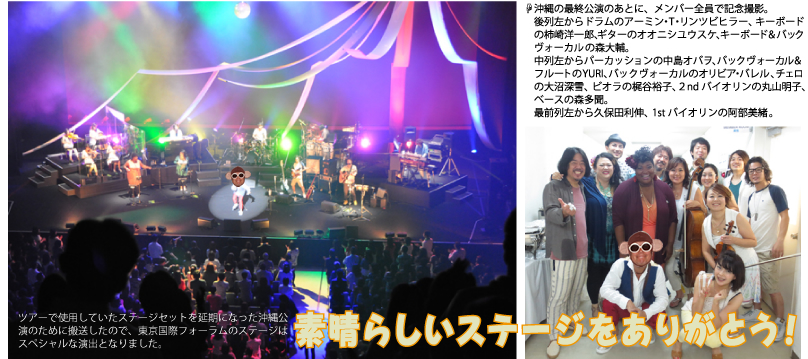 沖縄の最終公演のあとに、メンバー全員で記念撮影。
後列左からドラムのアーミン・T・リンツビヒラー、キーボード
の柿崎洋一郎、ギターのオオニシユウスケ、キーボード&バック
ヴォーカルの森大輔。
中列左からパーカッションの中島オバヲ、バックヴォーカル&
フルートのYURI、バックヴォーカルのオリビア・バレル、チェロ
の大沼深雪、ビオラの梶谷裕子、2ndバイオリンの丸山明子、
ベースの森多聞。
最前列左から久保田利伸、1stバイオリンの阿部美緒。
ツアーで使用していたステージセットを延期になった沖縄公
演のために搬送したので、東京国際フォーラムのステージは
スペシャルな演出となりました。
素晴らしいステージをありがとう!